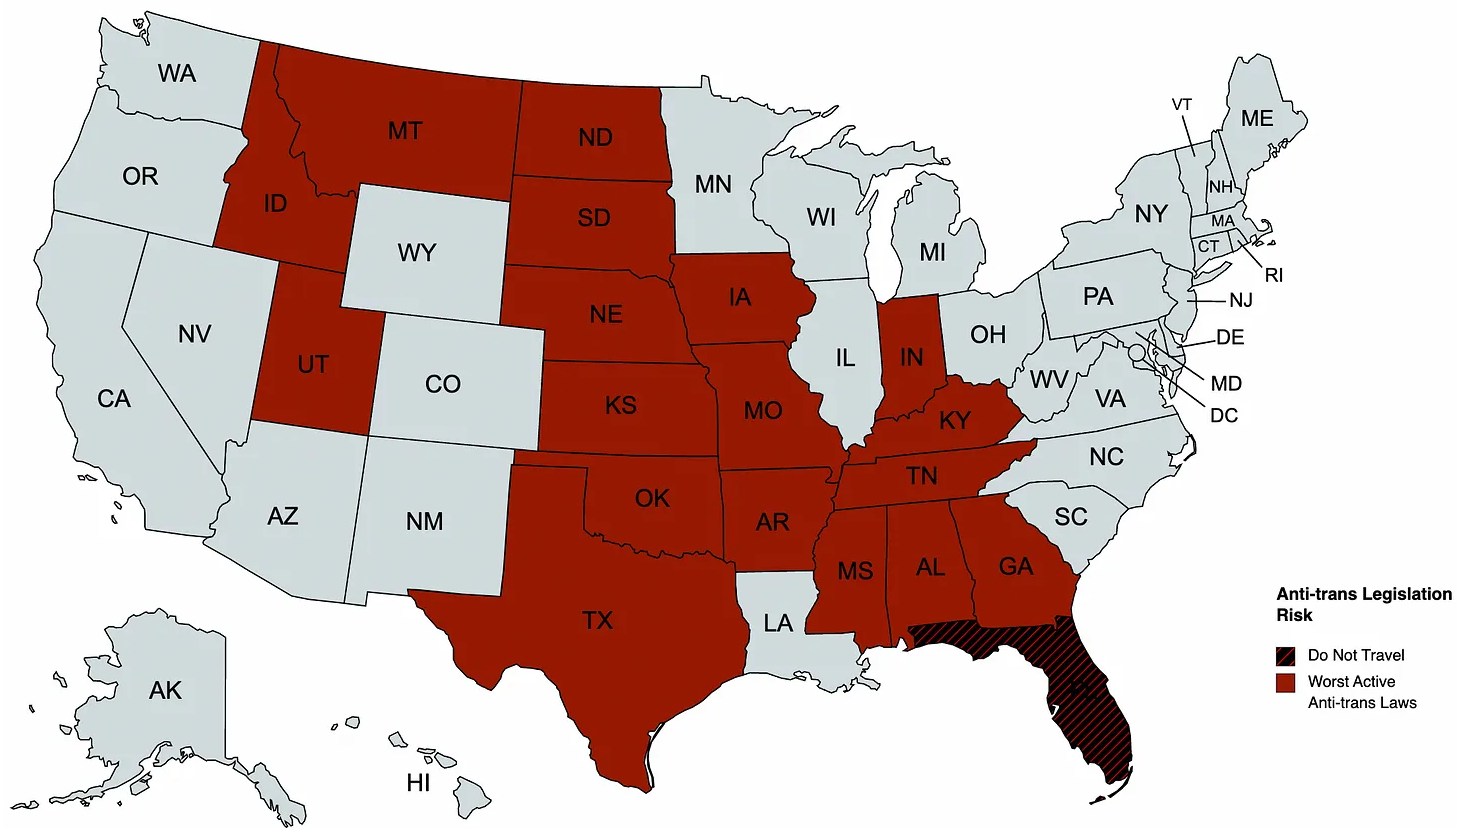 WA
MT
ND
OR
ID
SD
MN
WI
MI
VT
ME
NH
NY
MA
CT
RI
WY
NE
IA
PA
NJ
NV
UT
CO
IL
IN
OH
DE
MD
DC
CA
KS
MO
KY
WV
VA
NC
TN
AZ
NM
OK
AR
SC
MS
AL
GA
TX
LA
AK
HI
Anti-trans Legislation
Risk
Do Not Travel
Worst Active
Anti-trans Laws